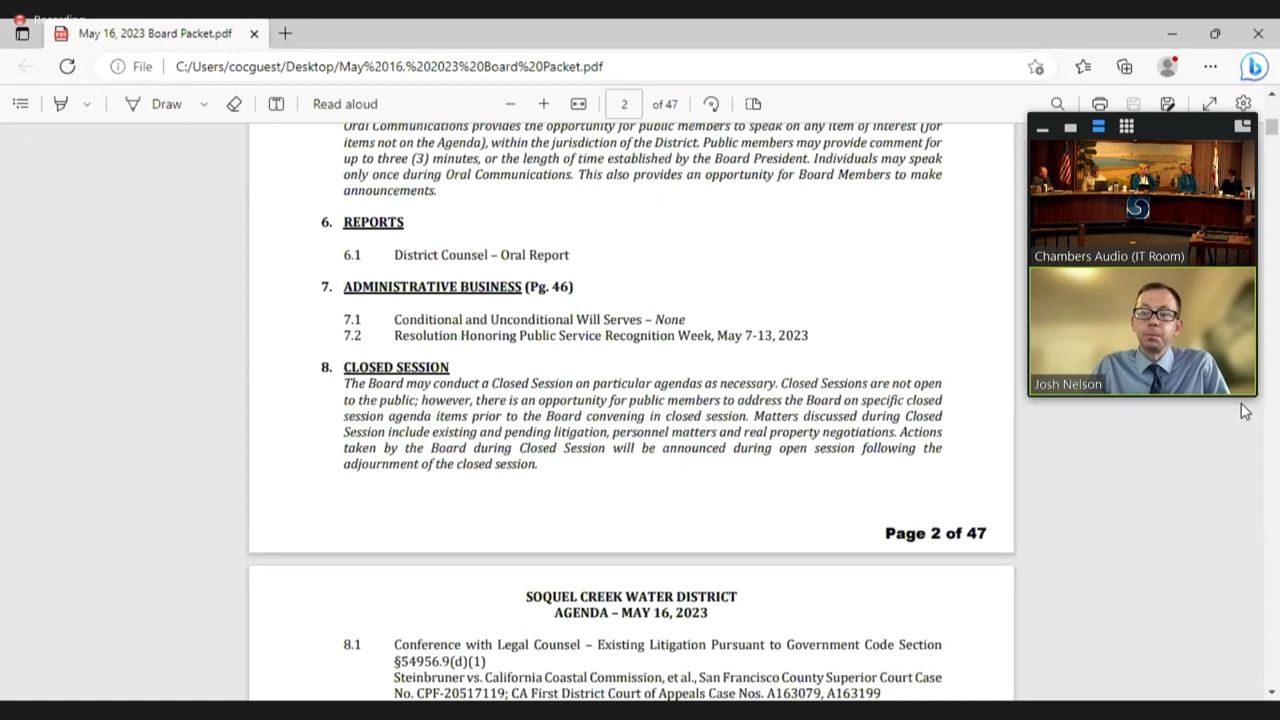 Recording
May 16, 2023 Board Packet.pdf
File C:/Users/cocguest/Desktop/May%2016.%202023%20Board%20Packet.pdf
Draw Read aloud 2 of 47
Oral Communications provides the opportunity for public members to speak on any item of interest (for
items not on the Agenda), within the jurisdiction of the District. Public members may provide comment for
up to three (3) minutes, or the length of time established by the Board President. Individuals may speak
only once during Oral Communications. This also provides an opportunity for Board Members to make
announcements.
6. REPORTS
6.1 District Counsel – Oral Report
7. ADMINISTRATIVE BUSINESS (Pg. 46)
7.1 Conditional and Unconditional Will Serves – None
7.2 Resolution Honoring Public Service Recognition Week, May 7-13, 2023
8. CLOSED SESSION
The Board may conduct a Closed Session on particular agendas as necessary. Closed Sessions are not open
to the public; however, there is an opportunity for public members to address the Board on specific closed
session agenda items prior to the Board convening in closed session. Matters discussed during Closed
Session include existing and pending litigation, personnel matters and real property negotiations. Actions
taken by the Board during Closed Session will be announced during open session following the
adjournment of the closed session.
Page 2 of 47
SOQUEL CREEK WATER DISTRICT
AGENDA – MAY 16, 2023
8.1 Conference with Legal Counsel – Existing Litigation Pursuant to Government Code Section
§54956.9(d)(1)
Steinbruner vs. California Coastal Commission, et al., San Francisco County Superior Court Case
No. CPF-20517119; CA First District Court of Appeals Case Nos. A163079, A163199
Chambers Audio (IT Room)
Josh Nelson